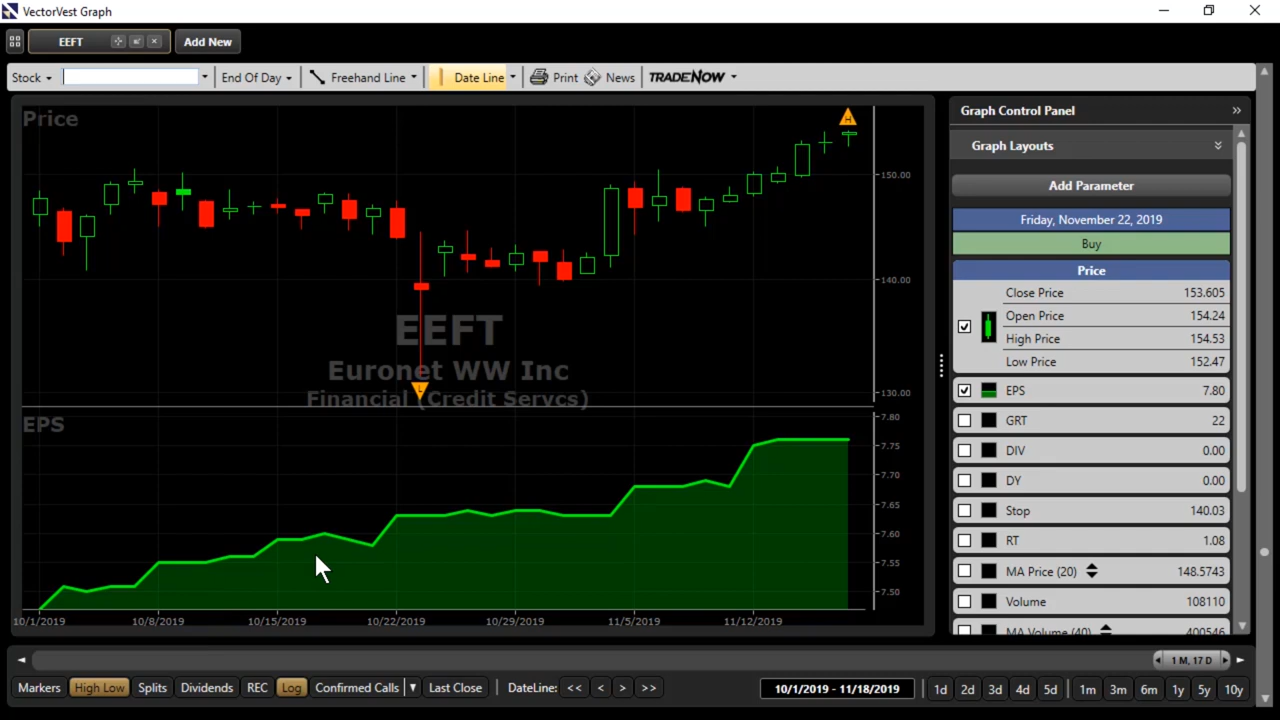 VectorVest Graph
EEFT
Add New
Stock
End Of Day
Freehand Line
Date Line
Print
News
TRADENOW
Price
H
150.00
140.00
130.00
EEFT
Euronet WW Inc
L
Financial (Credit Servcs)
EPS
7.80
7.75
7.70
7.65
7.60
7.55
7.50
10/1/2019 10/8/2019 10/15/2019 10/22/2019 10/29/2019 11/5/2019 11/12/2019
Graph Control Panel
Graph Layouts
Add Parameter
Friday, November 22, 2019
Buy
Price
Close Price 153.605
Open Price 154.24
High Price 154.53
Low Price 152.47
EPS 7.80
GRT 22
DIV 0.00
DY 0.00
Stop 140.03
RT 1.08
MA Price (20) 148.5743
Volume 108110
MA Volume (40) 400546
1 M, 17 D
Markers High Low Splits Dividends REC Log Confirmed Calls Last Close DateLine: << < > >> 10/1/2019 - 11/18/2019 1d 2d 3d 4d 5d 1m 3m 6m 1y 5y 10y